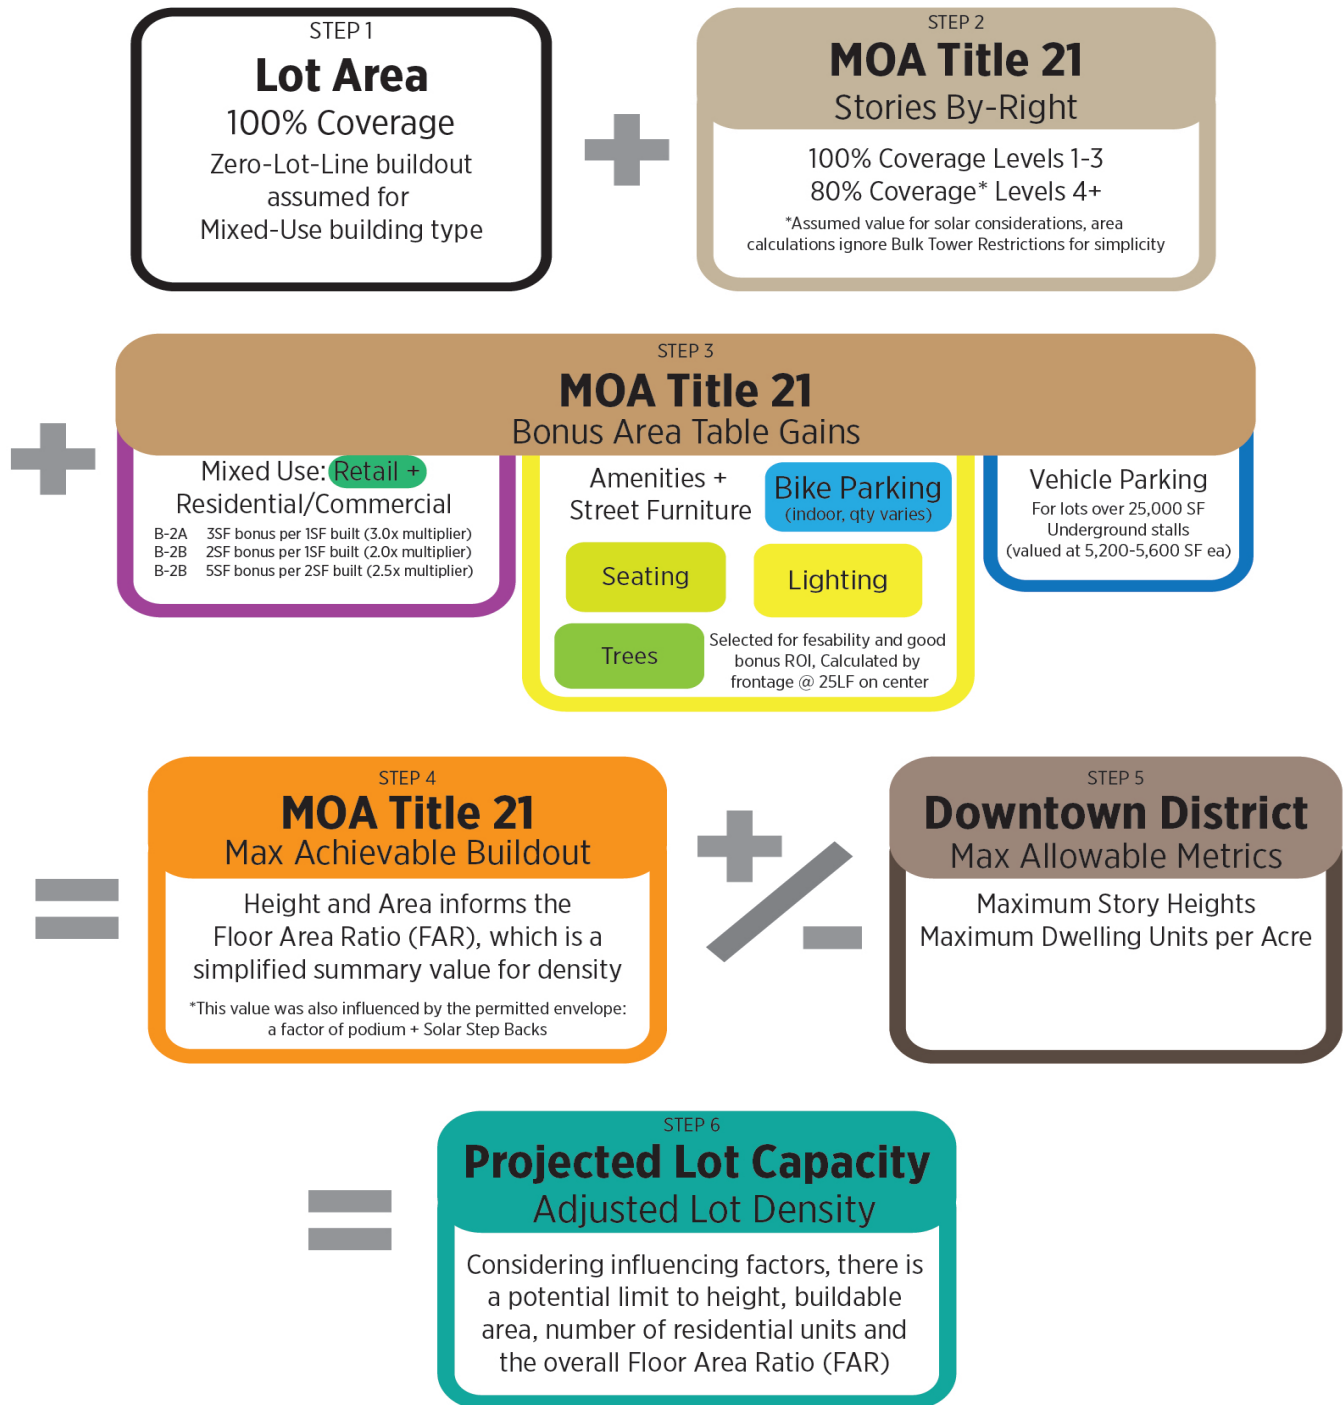 STEP 1
Lot Area
100% Coverage
Zero-Lot-Line buildout
assumed for
Mixed-Use building type
STEP 2
MOA Title 21
Stories By-Right
100% Coverage Levels 1-3
80% Coverage* Levels 4+
*Assumed value for solar considerations, area
calculations ignore Bulk Tower Restrictions for simplicity
STEP 3
MOA Title 21
Bonus Area Table Gains
Mixed Use: Retail +
Residential/Commercial
B-2A 3SF bonus per 1SF built (3.0x multiplier)
B-2B 2SF bonus per 1SF built (2.0x multiplier)
B-2B 5SF bonus per 2SF built (2.5x multiplier)
Amenities +
Street Furniture
Bike Parking
(indoor, qty varies)
Seating
Lighting
Trees
Selected for fesability and good
bonus ROI, Calculated by
frontage @ 25LF on center
Vehicle Parking
For lots over 25,000 SF
Underground stalls
(valued at 5,200-5,600 SF ea)
STEP 4
MOA Title 21
Max Achievable Buildout
Height and Area informs the
Floor Area Ratio (FAR), which is a
simplified summary value for density
*This value was also influenced by the permitted envelope:
a factor of podium + Solar Step Backs
STEP 5
Downtown District
Max Allowable Metrics
Maximum Story Heights
Maximum Dwelling Units per Acre
STEP 6
Projected Lot Capacity
Adjusted Lot Density
Considering influencing factors, there is
a potential limit to height, buildable
area, number of residential units and
the overall Floor Area Ratio (FAR)